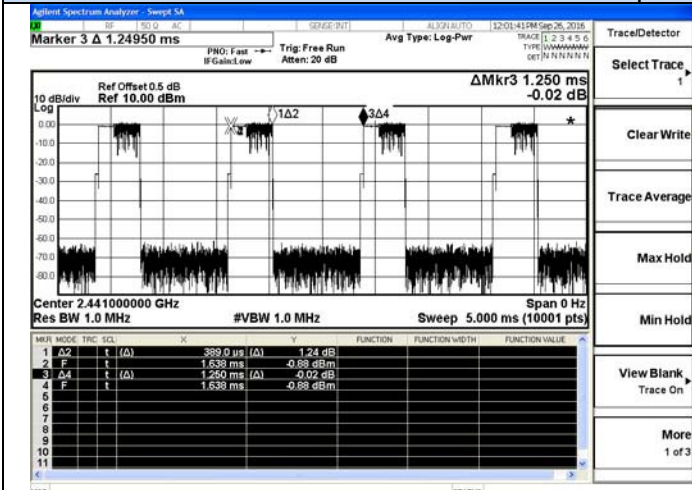 Agilent Spectrum Analyzer - Swept SA
RF 50 Ω AC SENSE:INT ALIGN AUTO 12:01:41 PM Sep 26, 2016
Marker 3 Δ 1.24950 ms
PNO: Fast
IFGain:Low
Trig: Free Run
Atten: 20 dB
Avg Type: Log-Pwr
TRACE 1 2 3 4 5 6
TYPE
DET N N N N N N
Trace/Detector
Select Trace
1
Clear Write
Trace Average
Max Hold
Min Hold
View Blank
Trace On
More
1 of 3
Ref Offset 0.5 dB
10 dB/div Ref 10.00 dBm
Log
ΔMkr3 1.250 ms
-0.02 dB
1Δ2
3Δ4
0.00
-10.0
-20.0
-30.0
-40.0
-50.0
-60.0
-70.0
-80.0
Center 2.441000000 GHz Span 0 Hz
Res BW 1.0 MHz #VBW 1.0 MHz Sweep 5.000 ms (10001 pts)
MKR MODE TRC SCL X Y FUNCTION FUNCTION WIDTH FUNCTION VALUE
1 Δ2 t (Δ) 389.0 us (Δ) 1.24 dB
2 F t 1.638 ms -0.88 dBm
3 Δ4 t (Δ) 1.250 ms (Δ) -0.02 dB
4 F t 1.638 ms -0.88 dBm
5
6
7
8
9
10
11